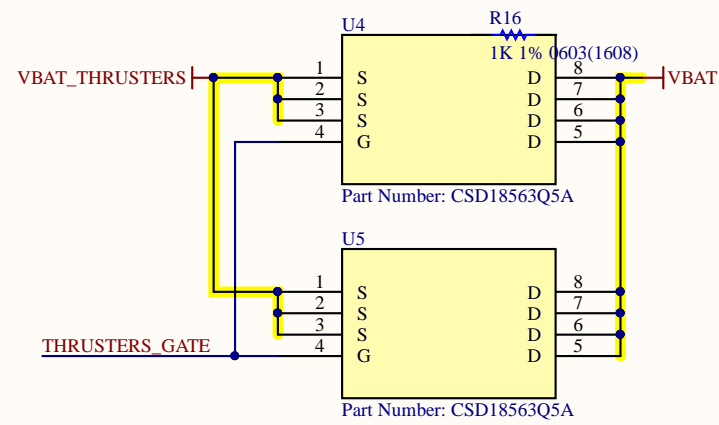 R16
U4
1K 1% 0603(1608)
VBAT_THRUSTERS 1 S D 8 VBAT
2 S D 7
3 S D 6
4 G D 5
Part Number: CSD18563Q5A
U5
1 S D 8
2 S D 7
3 S D 6
THRUSTERS_GATE 4 G D 5
Part Number: CSD18563Q5A